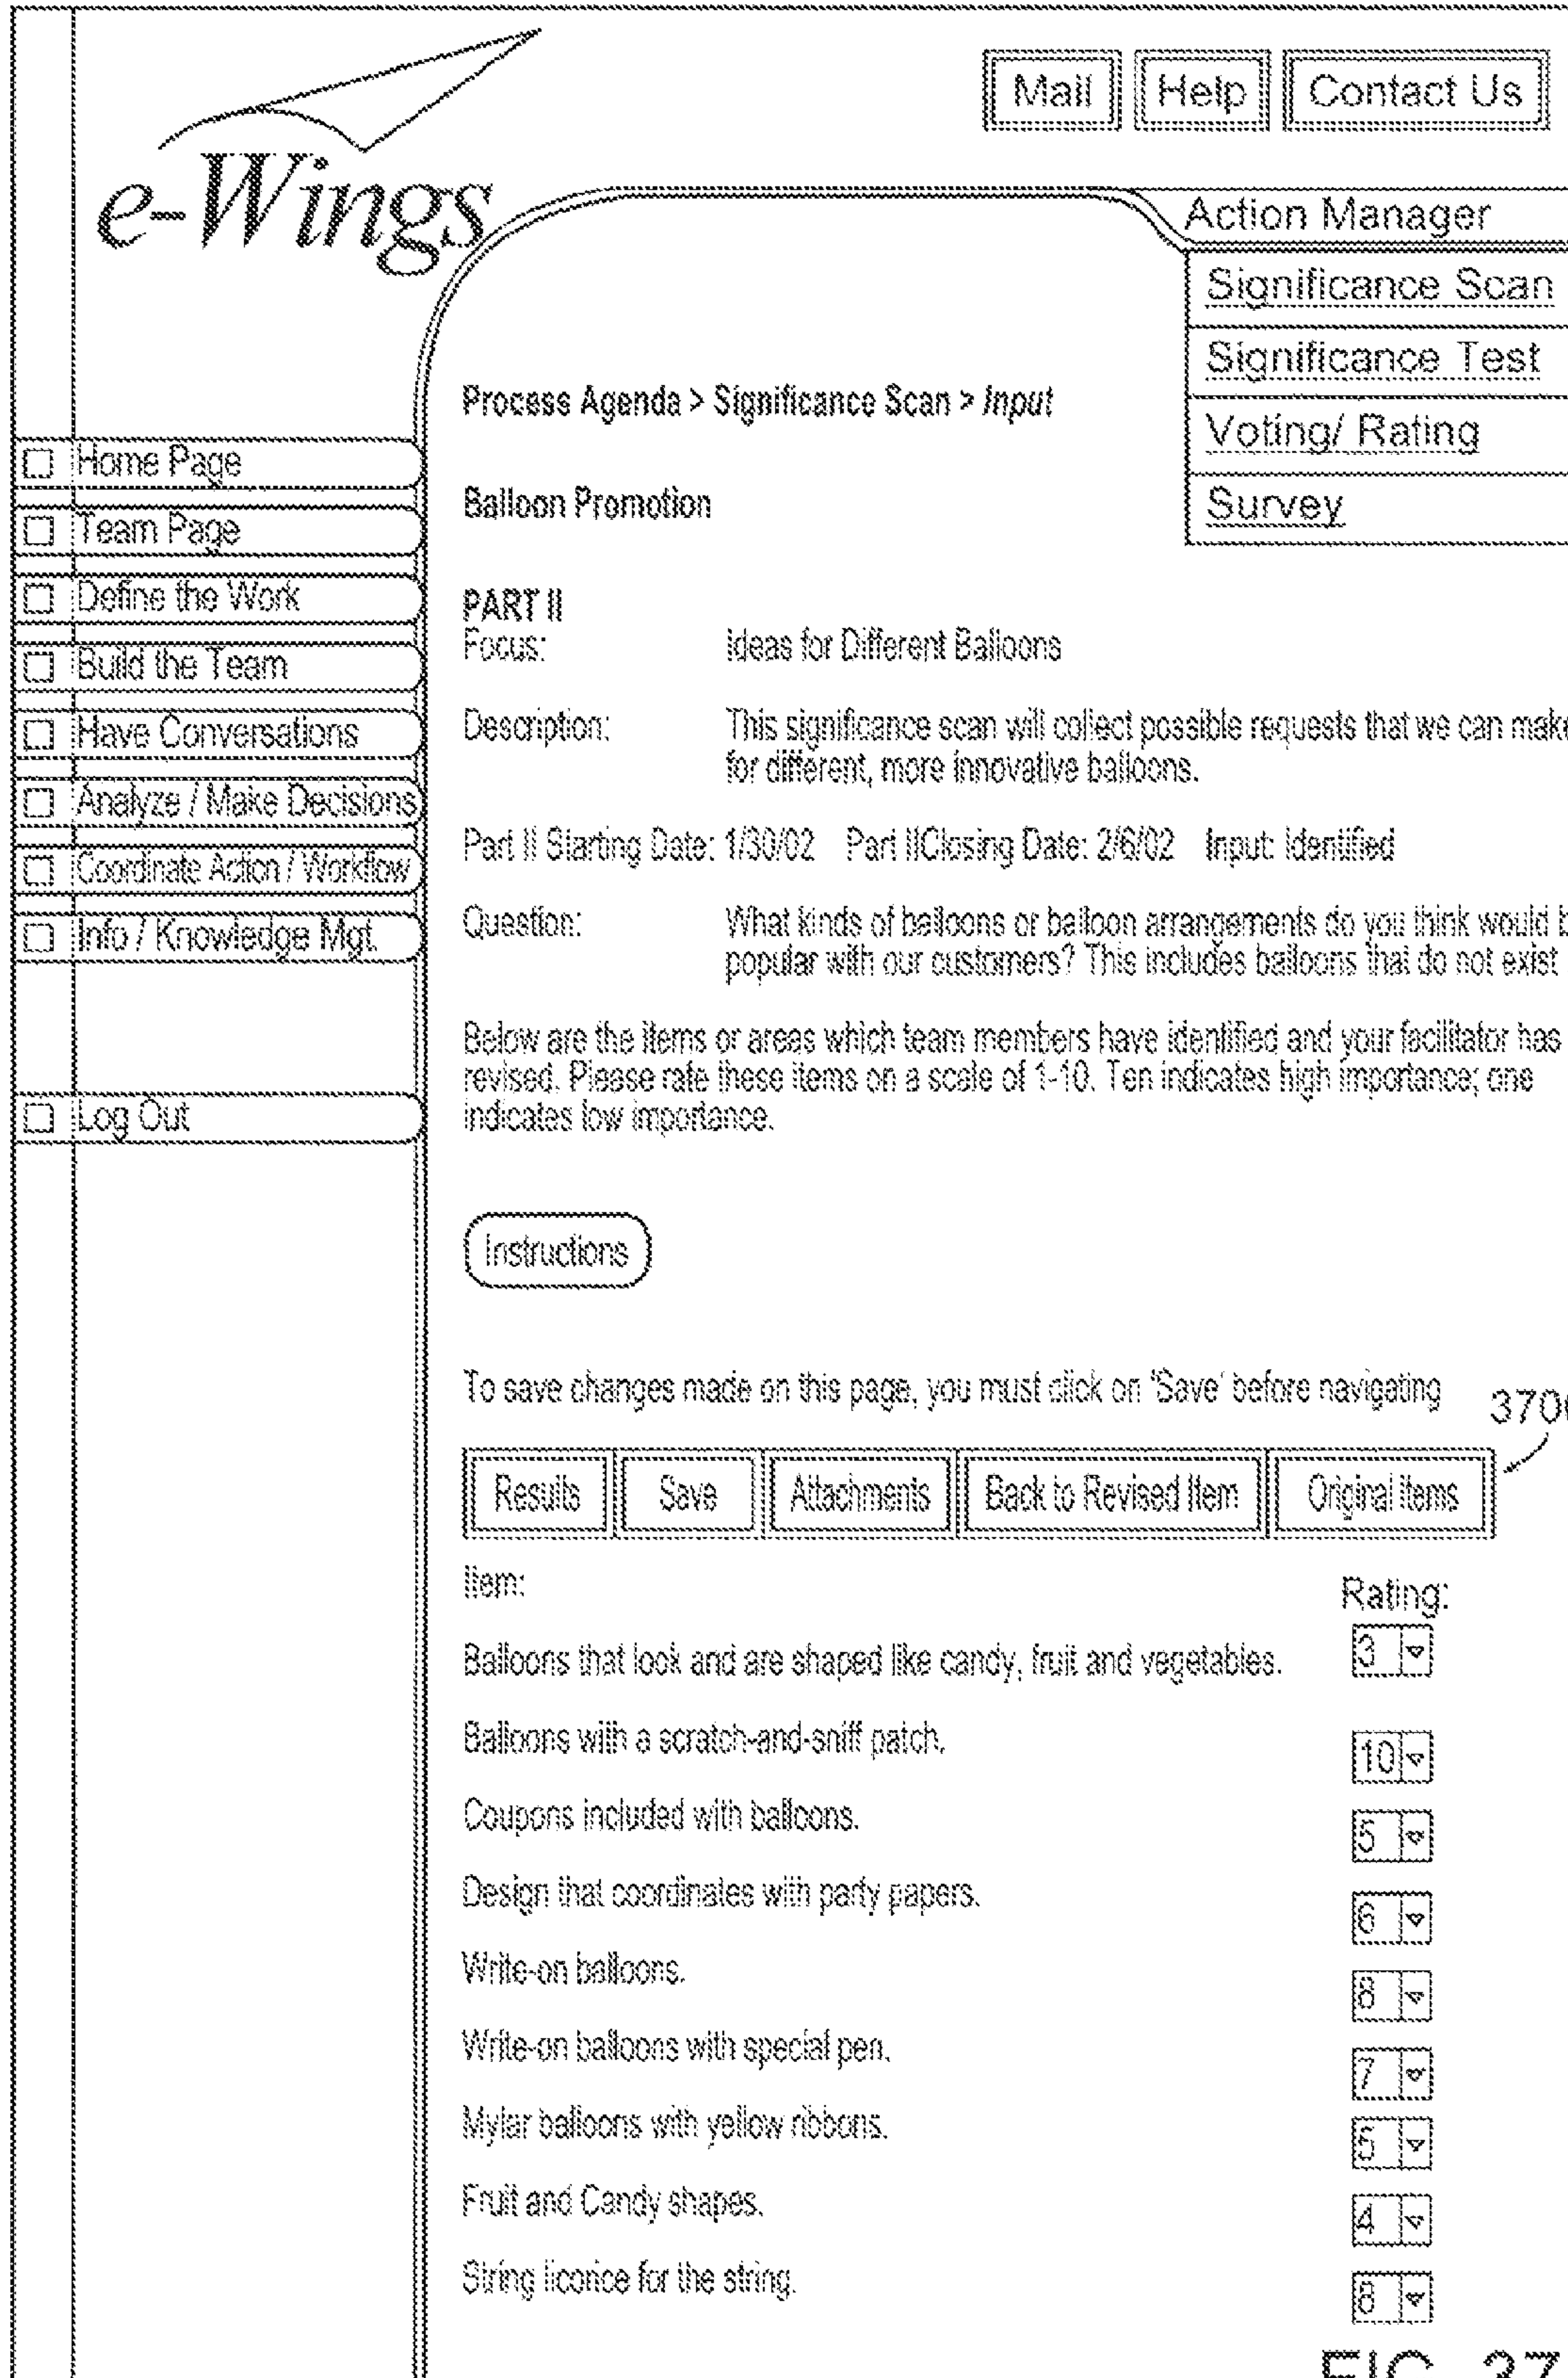 Mail Help Contact Us
e-Wings
Action Manager
Significance Scan
Significance Test
Voting/ Rating
Survey
Home Page
Team Page
Define the Work
Build the Team
Have Conversations
Analyze / Make Decisions
Coordinate Action / Workflow
Info / Knowledge Mgt.
Log Out
Process Agenda > Significance Scan > Input
Balloon Promotion
PART II
Focus: Ideas for Different Balloons
Description: This significance scan will collect possible requests that we can make
for different, more innovative balloons.
Part II Starting Date: 1/30/02 Part IIClosing Date: 2/6/02 Input: Identified
Question: What kinds of balloons or balloon arrangements do you think would b
popular with our customers? This includes balloons that do not exist
Below are the items or areas which team members have identified and your facilitator has
revised. Please rate these items on a scale of 1-10. Ten indicates high importance; one
indicates low importance.
Instructions
To save changes made on this page, you must click on 'Save' before navigating
370
Results Save Attachments Back to Revised Item Original Items
Item: Rating:
Balloons that look and are shaped like candy, fruit and vegetables. 3
Balloons with a scratch-and-sniff patch. 10
Coupons included with balloons. 5
Design that coordinates with party papers. 6
Write-on balloons. 8
Write-on balloons with special pen. 7
Mylar balloons with yellow ribbons. 5
Fruit and Candy shapes. 4
String licorice for the string. 8
FIG. 37